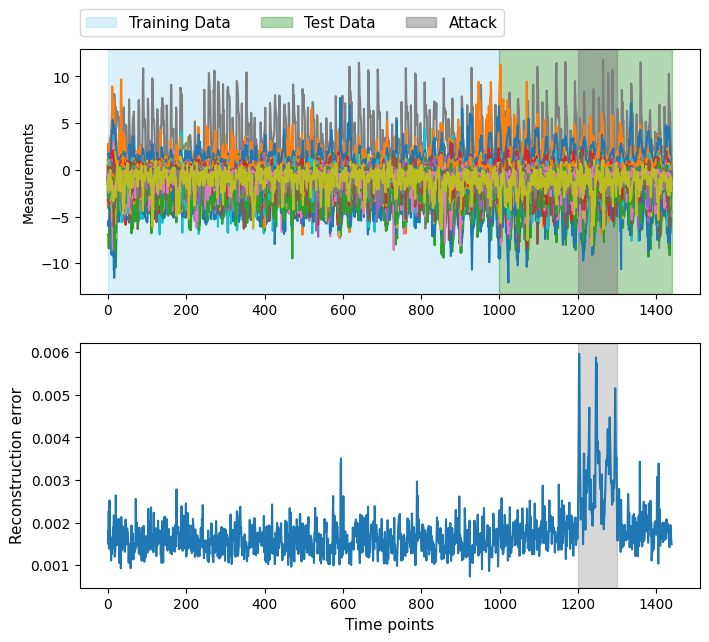 Training Data Test Data Attack
10
5
0
−5
−10
Measurements
0 200 400 600 800 1000 1200 1400
0.006
0.005
0.004
0.003
0.002
0.001
Reconstruction error
0 200 400 600 800 1000 1200 1400
Time points